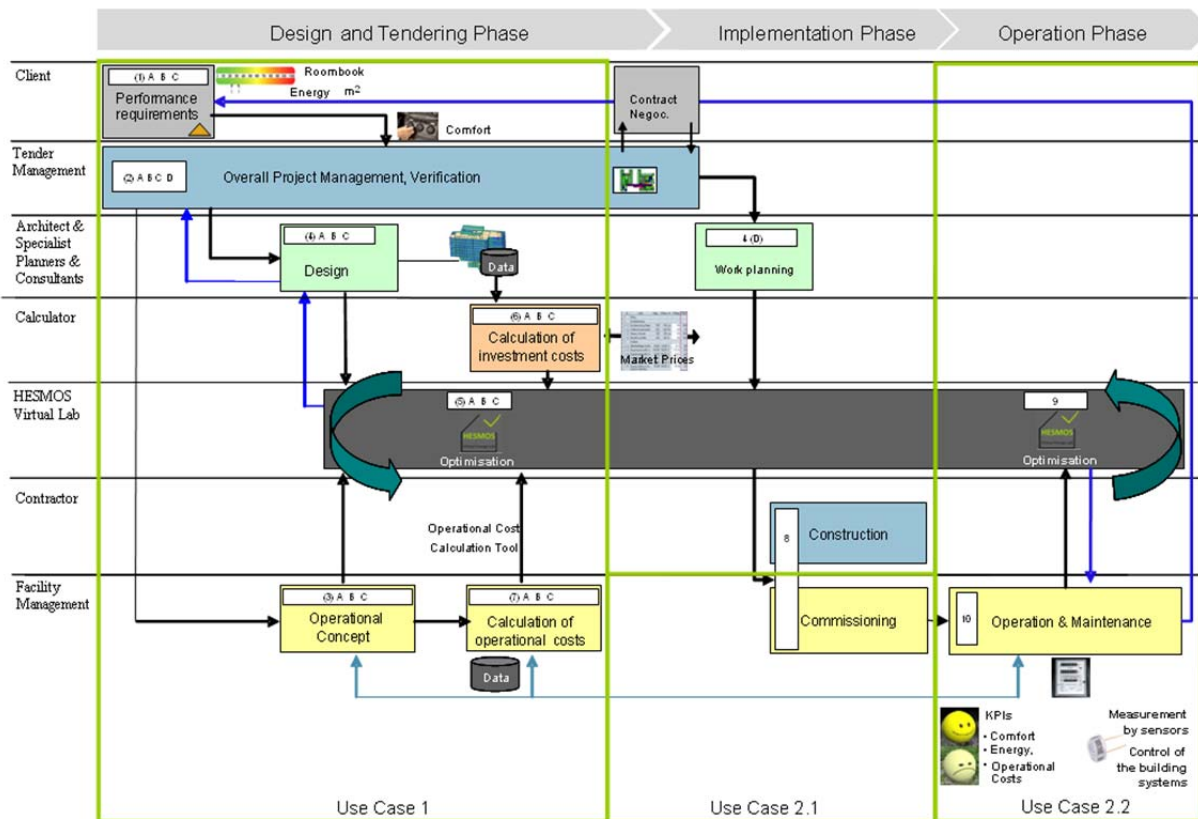 Design and Tendering Phase
Implementation Phase
Operation Phase
Client
(1) A B C
Performance
requirements
Roombook
Energy m2
Comfort
Contract
Negoc.
Tender
Management
(2) A B C D
Overall Project Management, Verification
Architect &
Specialist
Planners &
Consultants
(4) A B C
Design
Data
4 (D)
Work planning
Calculator
(6) A B C
Calculation of
investment costs
Market Prices
HESMOS
Virtual Lab
(5) A B C
HESMOS
Optimisation
9
HESMOS
Optimisation
Contractor
Operational Cost
Calculation Tool
8
Construction
Facility
Management
(3) A B C
Operational
Concept
(7) A B C
Calculation of
operational costs
Data
Commissioning
10
Operation & Maintenance
KPIs
• Comfort
• Energy,
• Operational
Costs
Measurement
by sensors
Control of
the building
systems
Use Case 1
Use Case 2.1
Use Case 2.2